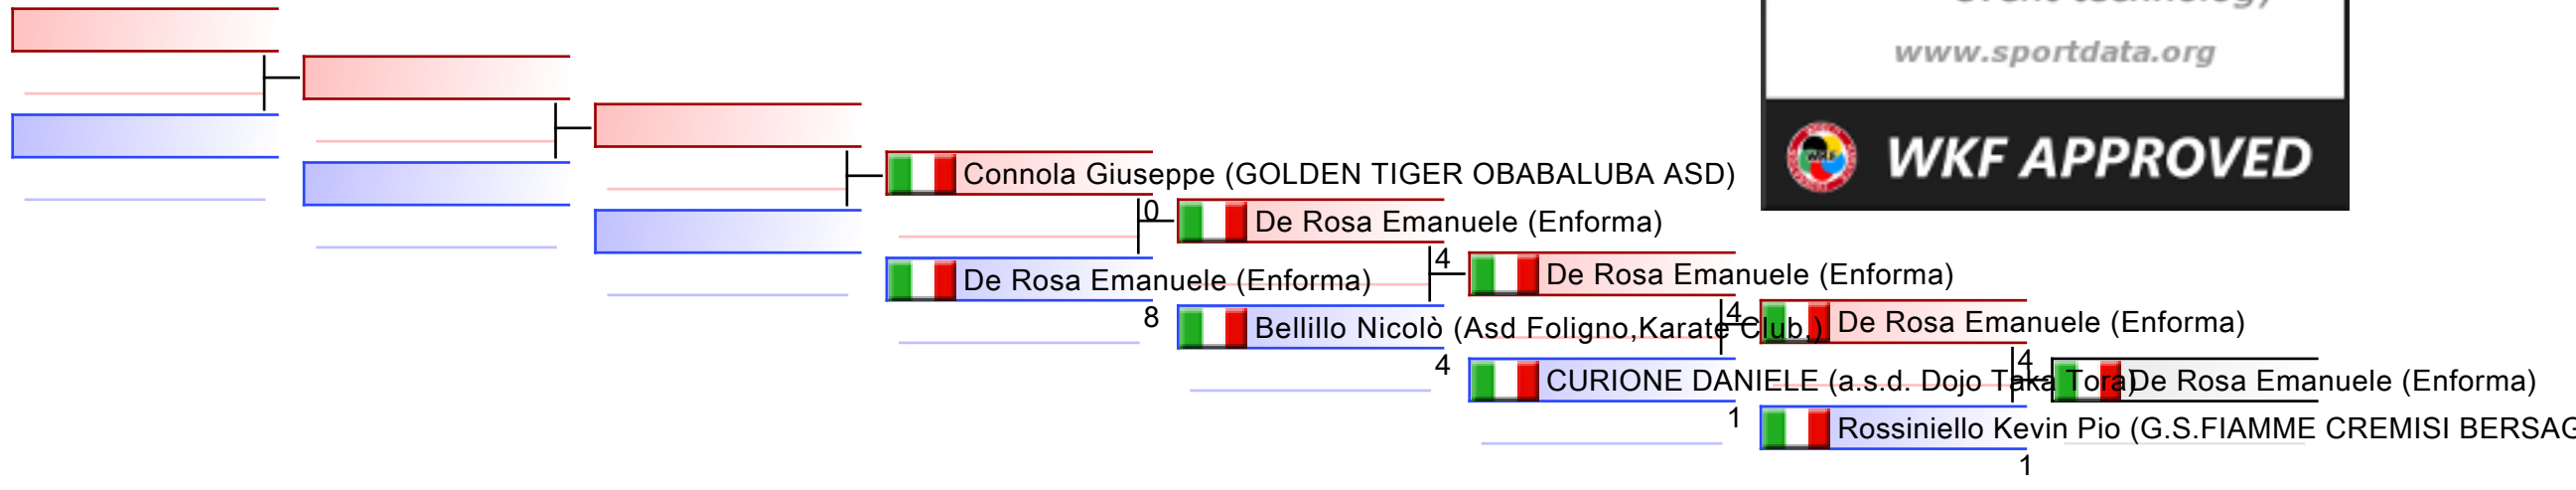 event technology
www.sportdata.org
WKF APPROVED
Connola Giuseppe (GOLDEN TIGER OBABALUBA ASD)
0
De Rosa Emanuele (Enforma)
De Rosa Emanuele (Enforma)
8
4
De Rosa Emanuele (Enforma)
Bellillo Nicolò (Asd Foligno,Karate Club,)
4
4
De Rosa Emanuele (Enforma)
CURIONE DANIELE (a.s.d. Dojo Taka Tora)
1
4
De Rosa Emanuele (Enforma)
Rossiniello Kevin Pio (G.S.FIAMME CREMISI BERSAG
1